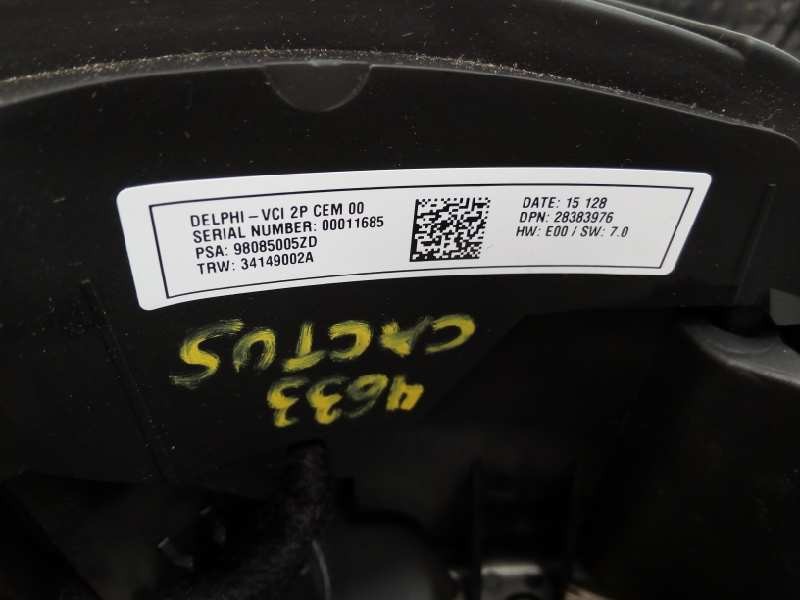 DELPHI - VCI 2P CEM 00
SERIAL NUMBER: 00011685
PSA: 98085005ZD
TRW: 34149002A
DATE: 15 128
DPN: 28383976
HW: E00 / SW: 7.0
4633
CACTUS